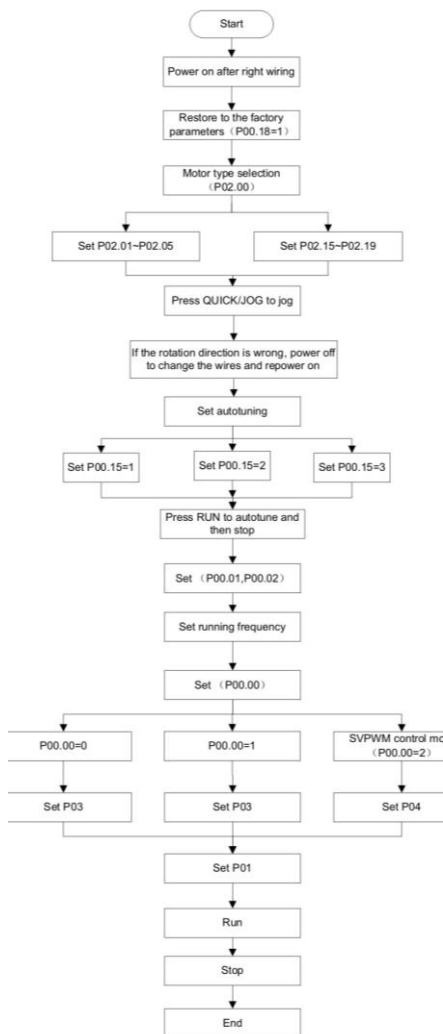 Start
Power on after right wiring
Restore to the factory
parameters（P00.18=1）
Motor type selection
（P02.00）
Set P02.01~P02.05
Set P02.15~P02.19
Press QUICK/JOG to jog
If the rotation direction is wrong, power off
to change the wires and repower on
Set autotuning
Set P00.15=1
Set P00.15=2
Set P00.15=3
Press RUN to autotune and
then stop
Set （P00.01,P00.02）
Set running frequency
Set （P00.00）
P00.00=0
P00.00=1
SVPWM control mo
（P00.00=2）
Set P03
Set P03
Set P04
Set P01
Run
Stop
End